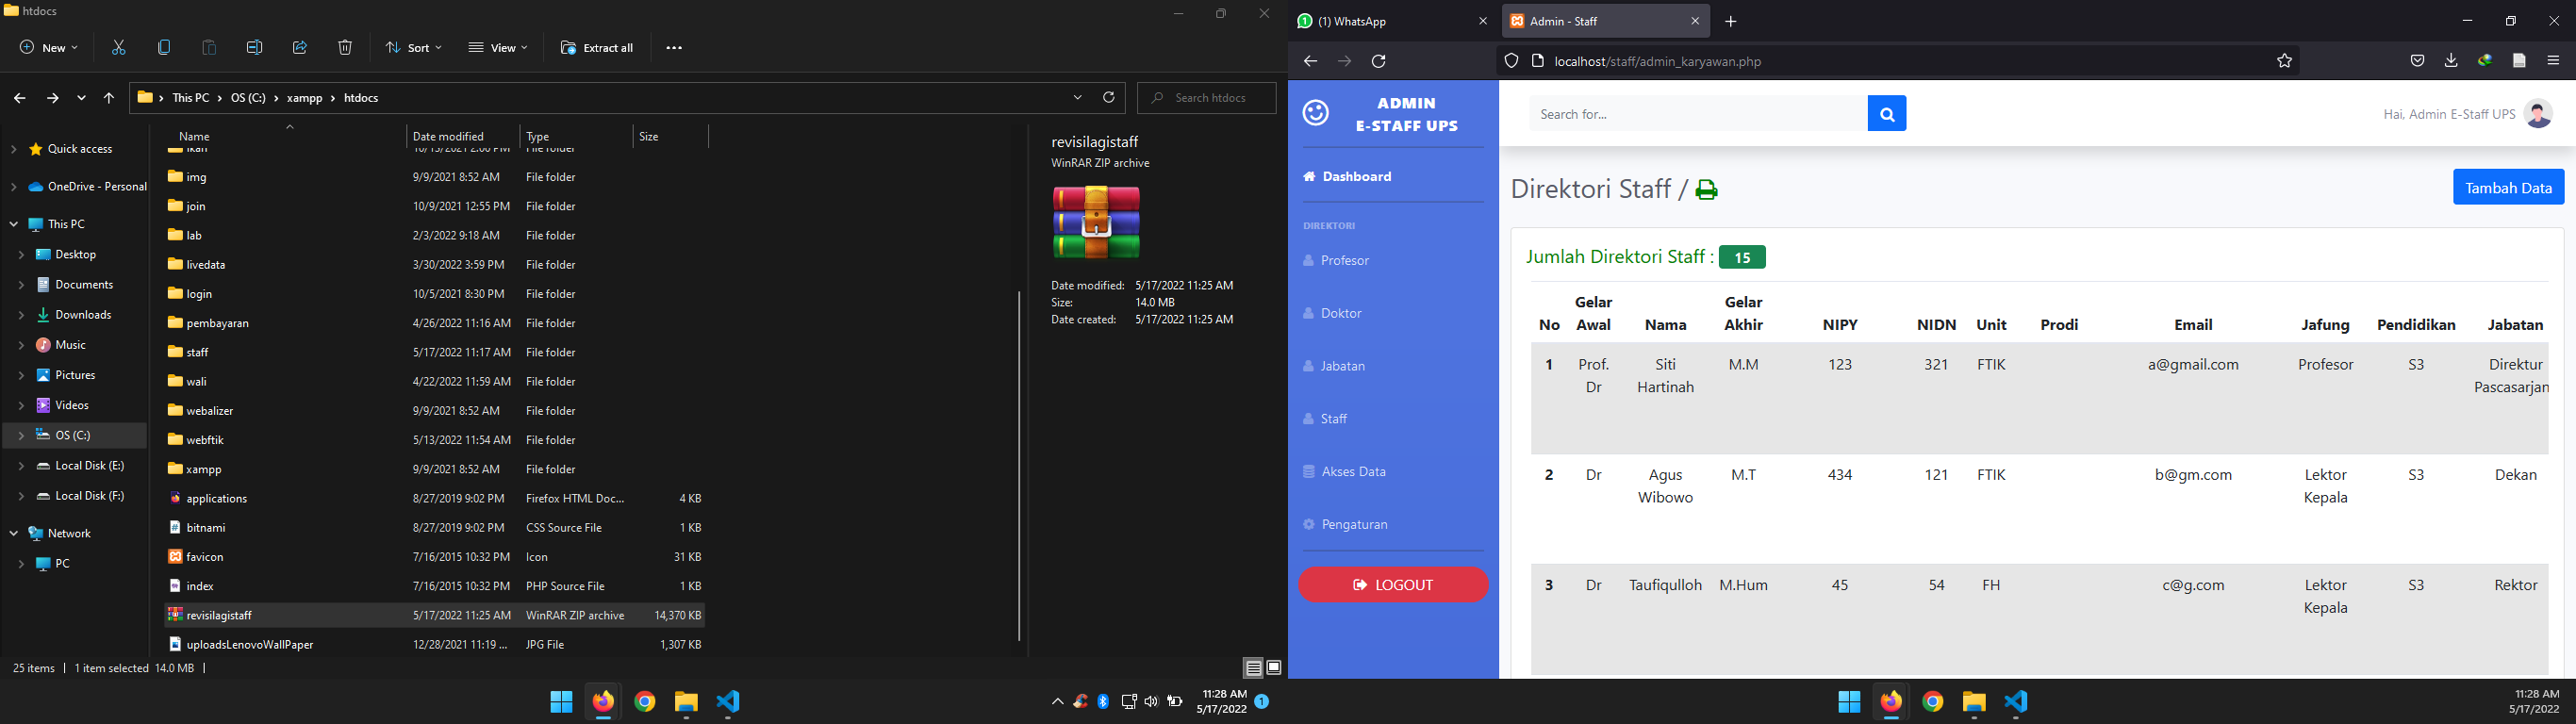 htdocs
New
Sort
View
Extract all
This PC > OS (C:) > xampp > htdocs
Search htdocs
Name Date modified Type Size
Quick access
OneDrive - Personal
This PC
Desktop
Documents
Downloads
Music
Pictures
Videos
OS (C:)
Local Disk (E:)
Local Disk (F:)
Network
PC
img 9/9/2021 8:52 AM File folder
join 10/9/2021 12:55 PM File folder
lab 2/3/2022 9:18 AM File folder
livedata 3/30/2022 3:59 PM File folder
login 10/5/2021 8:30 PM File folder
pembayaran 4/26/2022 11:16 AM File folder
staff 5/17/2022 11:17 AM File folder
wali 4/22/2022 11:59 AM File folder
webalizer 9/9/2021 8:52 AM File folder
webftik 5/13/2022 11:54 AM File folder
xampp 9/9/2021 8:52 AM File folder
applications 8/27/2019 9:02 PM Firefox HTML Doc... 4 KB
bitnami 8/27/2019 9:02 PM CSS Source File 1 KB
favicon 7/16/2015 10:32 PM Icon 31 KB
index 7/16/2015 10:32 PM PHP Source File 1 KB
revisilagistaff 5/17/2022 11:25 AM WinRAR ZIP archive 14,370 KB
uploadsLenovoWallPaper 12/28/2021 11:19 ... JPG File 1,307 KB
revisilagistaff
WinRAR ZIP archive
Date modified: 5/17/2022 11:25 AM
Size: 14.0 MB
Date created: 5/17/2022 11:25 AM
25 items 1 item selected 14.0 MB
11:28 AM
5/17/2022
1
(1) WhatsApp
Admin - Staff
localhost/staff/admin_karyawan.php
ADMIN
E-STAFF UPS
Dashboard
DIREKTORI
Profesor
Doktor
Jabatan
Staff
Akses Data
Pengaturan
LOGOUT
Search for...
Hai, Admin E-Staff UPS
Direktori Staff /
Tambah Data
Jumlah Direktori Staff : 15
No Gelar Awal Nama Gelar Akhir NIPY NIDN Unit Prodi Email Jafung Pendidikan Jabatan
1 Prof. Dr Siti Hartinah M.M 123 321 FTIK a@gmail.com Profesor S3 Direktur Pascasarjan
2 Dr Agus Wibowo M.T 434 121 FTIK b@gm.com Lektor Kepala S3 Dekan
3 Dr Taufiqulloh M.Hum 45 54 FH c@g.com Lektor Kepala S3 Rektor
11:28 AM
5/17/2022